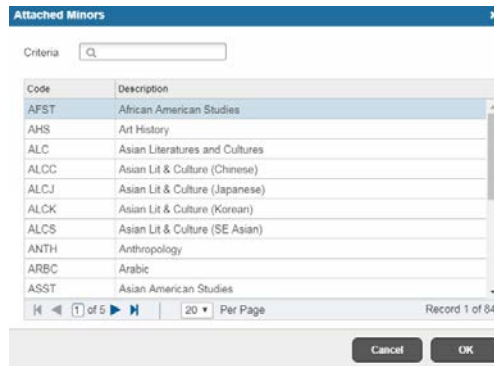 Attached Minors x
Criteria
Code Description
AFST African American Studies
AHS Art History
ALC Asian Literatures and Cultures
ALCC Asian Lit & Culture (Chinese)
ALCJ Asian Lit & Culture (Japanese)
ALCK Asian Lit & Culture (Korean)
ALCS Asian Lit & Culture (SE Asian)
ANTH Anthropology
ARBC Arabic
ASST Asian American Studies
1 of 5 20 Per Page Record 1 of 84
Cancel OK